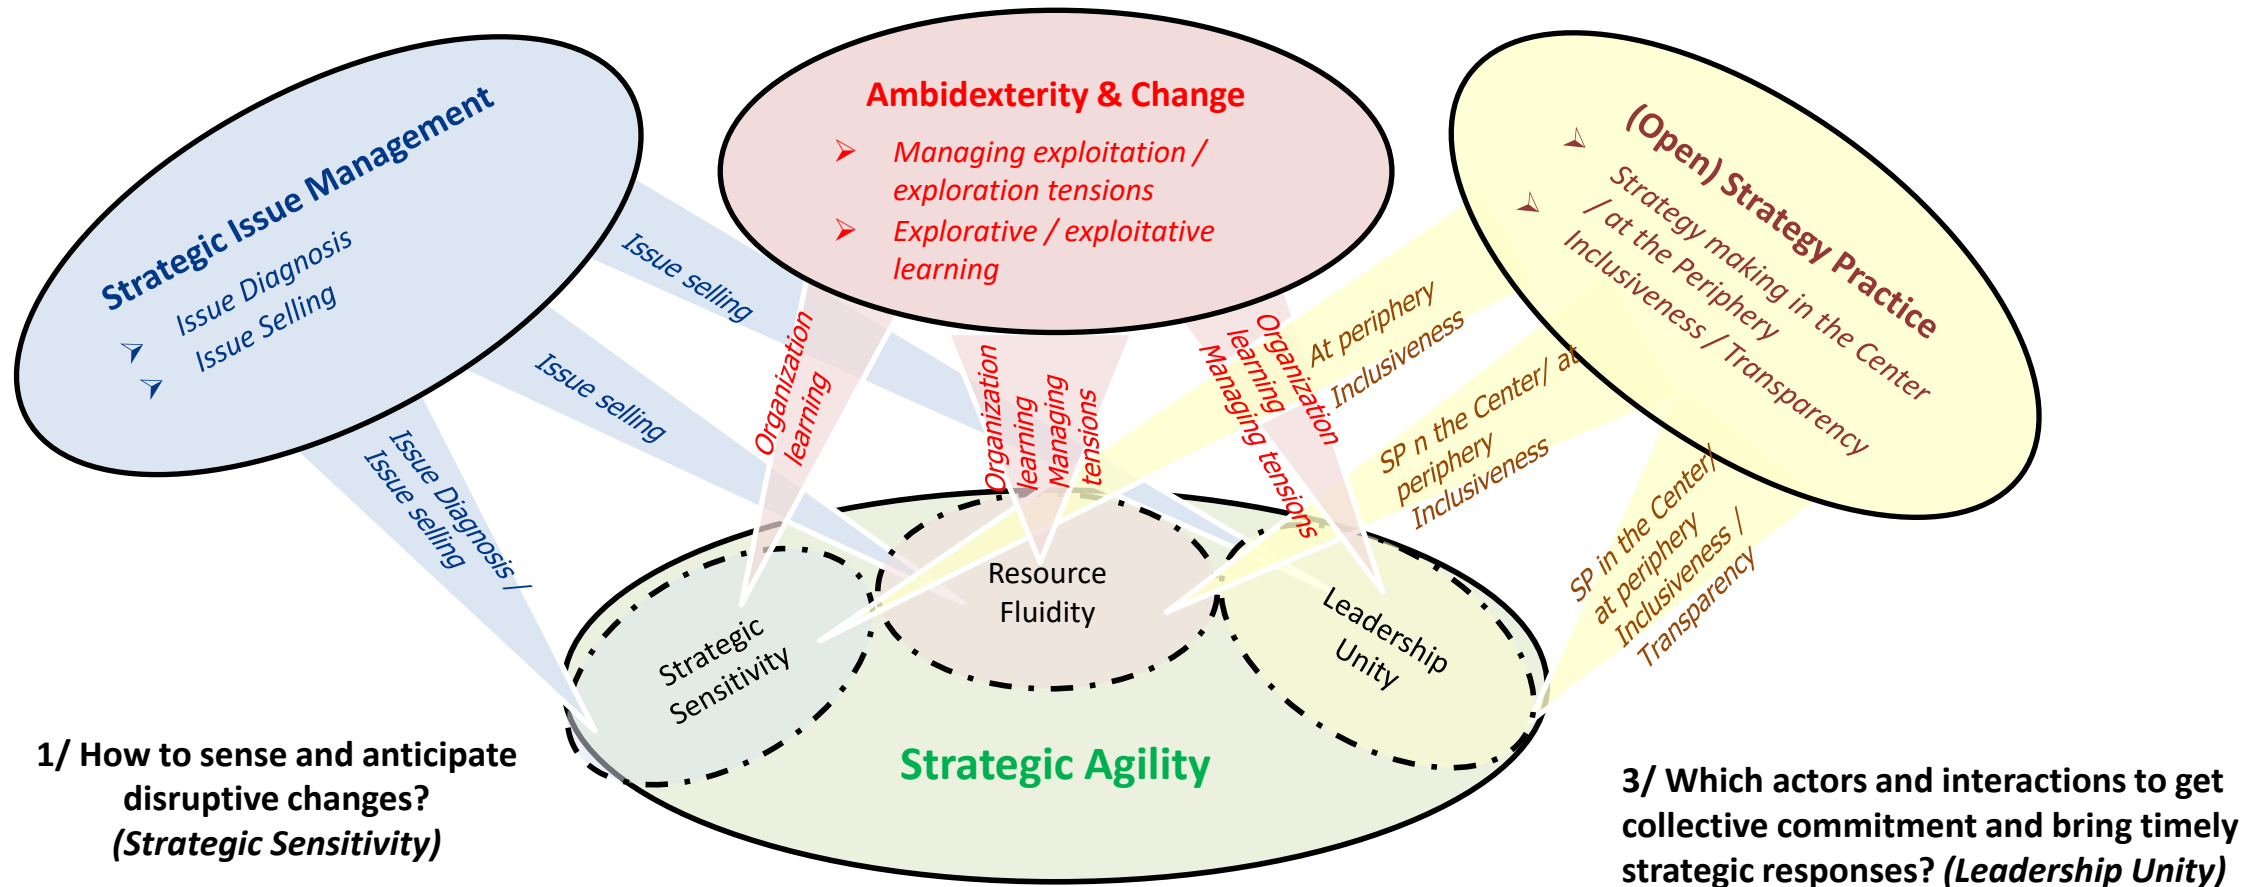 Strategic Issue Management
Issue Diagnosis
Issue Selling
Ambidexterity & Change
Managing exploitation /
exploration tensions
Explorative / exploitative
learning
(Open) Strategy Practice
Strategy making in the Center
/ at the Periphery
Inclusiveness / Transparency
Issue selling
Issue selling
Issue Diagnosis /
Issue selling
Organization
learning
Organization
learning
Managing
tensions
Organization
learning
Managing tensions
At periphery
Inclusiveness
SP n the Center/ at
periphery
Inclusiveness
SP in the Center/
at periphery
Inclusiveness /
Transparency
Strategic
Sensitivity
Resource
Fluidity
Leadership
Unity
Strategic Agility
1/ How to sense and anticipate
disruptive changes?
(Strategic Sensitivity)
3/ Which actors and interactions to get
collective commitment and bring timely
strategic responses? (Leadership Unity)